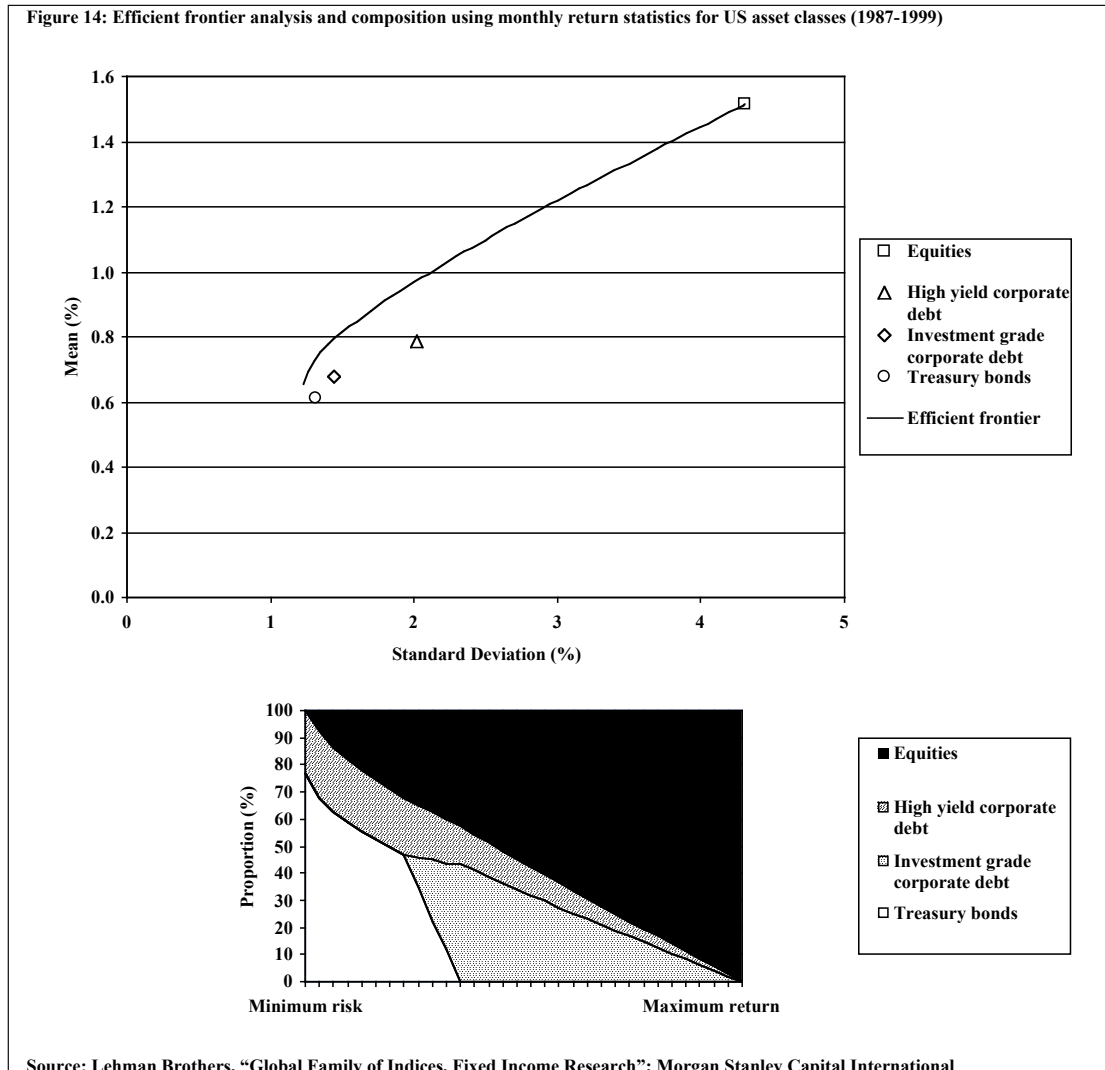 Figure 14: Efficient frontier analysis and composition using monthly return statistics for US asset classes (1987-1999)
1.6
1.4
1.2
1.0
0.8
0.6
0.4
0.2
0.0
Mean (%)
0 1 2 3 4 5
Standard Deviation (%)
Equities
High yield corporate
debt
Investment grade
corporate debt
Treasury bonds
Efficient frontier
100
90
80
70
60
50
40
30
20
10
0
Proportion (%)
Minimum risk Maximum return
Equities
High yield corporate
debt
Investment grade
corporate debt
Treasury bonds
Source: Lehman Brothers, “Global Family of Indices, Fixed Income Research”; Morgan Stanley Capital International